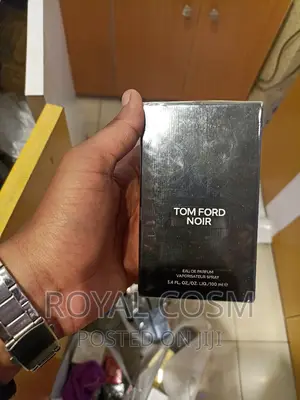 TOM FORD
NOIR
EAU DE PARFUM
VAPORISATEUR SPRAY
3.4 FL. OZ./OZ. LIQ./100 ml ℮
ROYAL COSM
POSTED ON JIJI